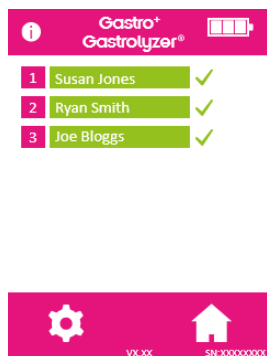 i
Gastro+
Gastrolyzer®
1 Susan Jones
2 Ryan Smith
3 Joe Bloggs
VX.XX SN:XXXXXXXX